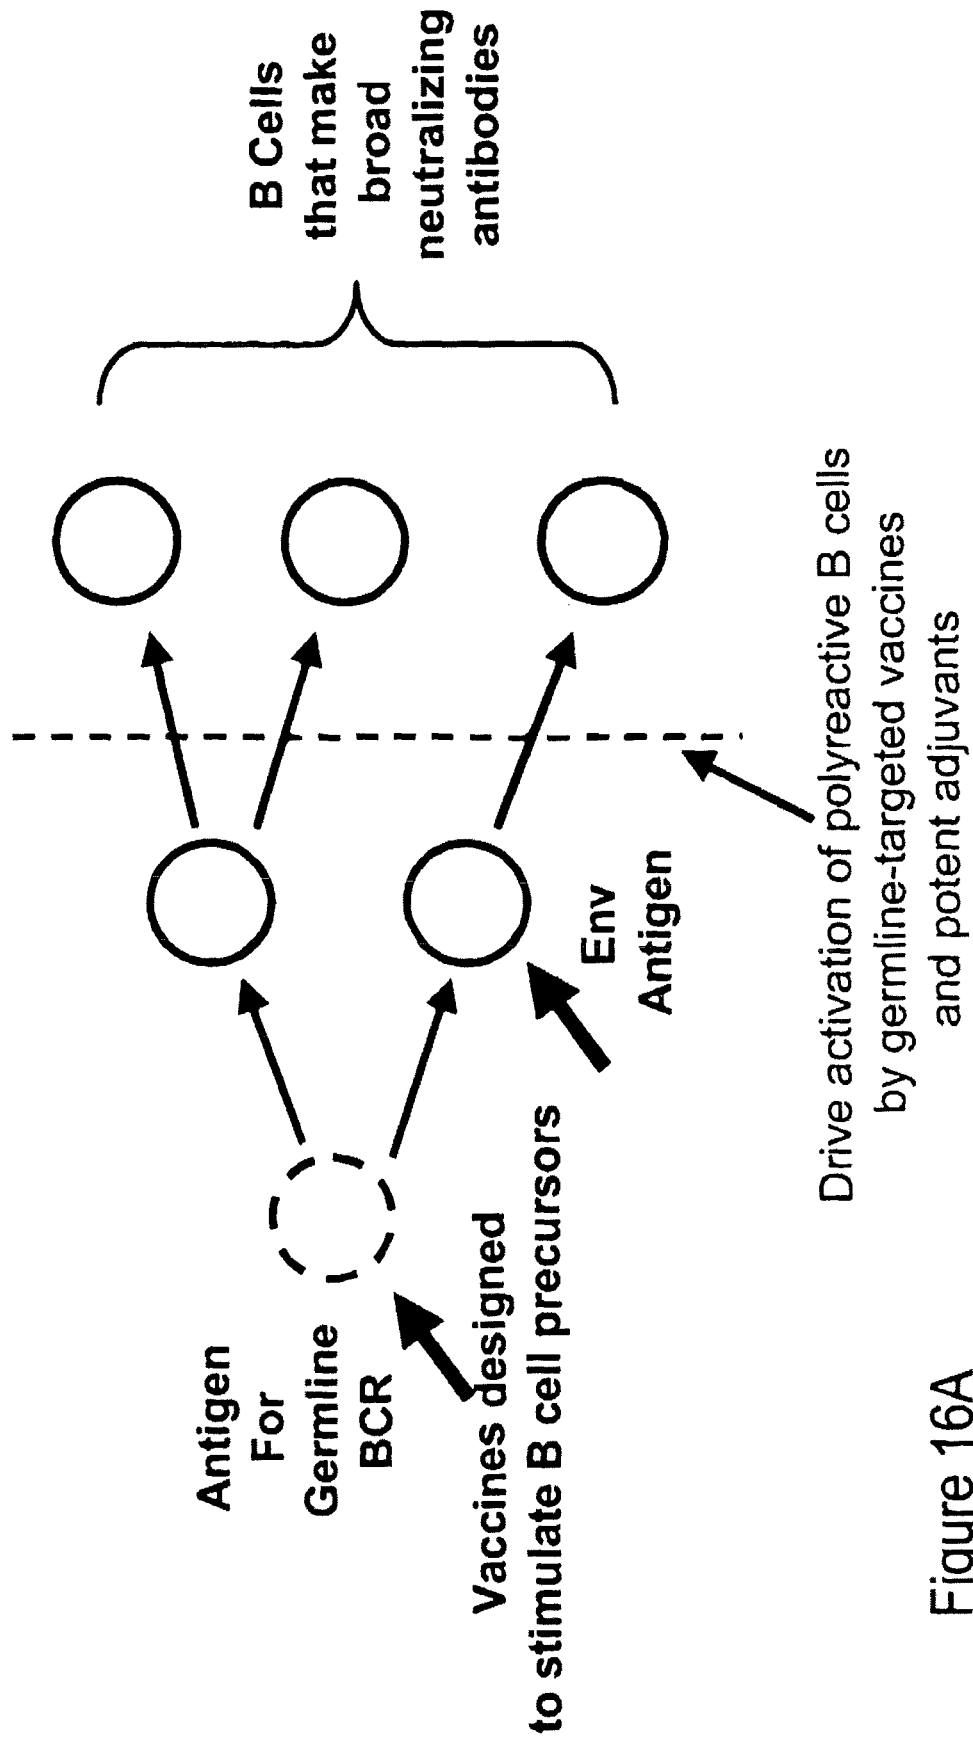 Antigen
For
Germline
BCR
Vaccines designed
to stimulate B cell precursors
Env
Antigen
B Cells
that make
broad
neutralizing
antibodies
Drive activation of polyreactive B cells
by germline-targeted vaccines
and potent adjuvants
Figure 16A